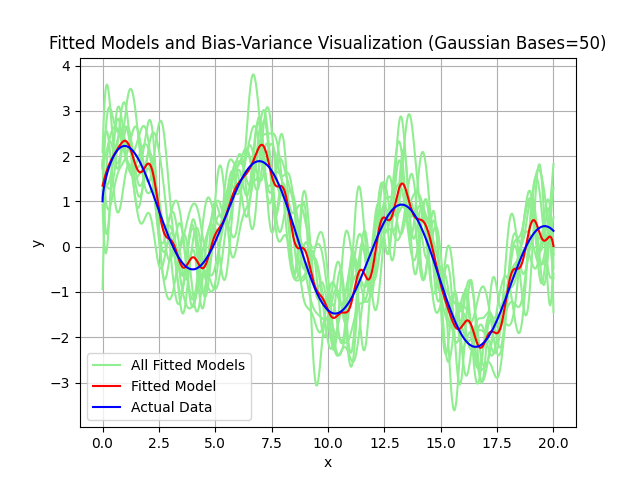 Fitted Models and Bias-Variance Visualization (Gaussian Bases=50)
4
3
2
1
0
−1
−2
−3
y
All Fitted Models
Fitted Model
Actual Data
0.0 2.5 5.0 7.5 10.0 12.5 15.0 17.5 20.0
x